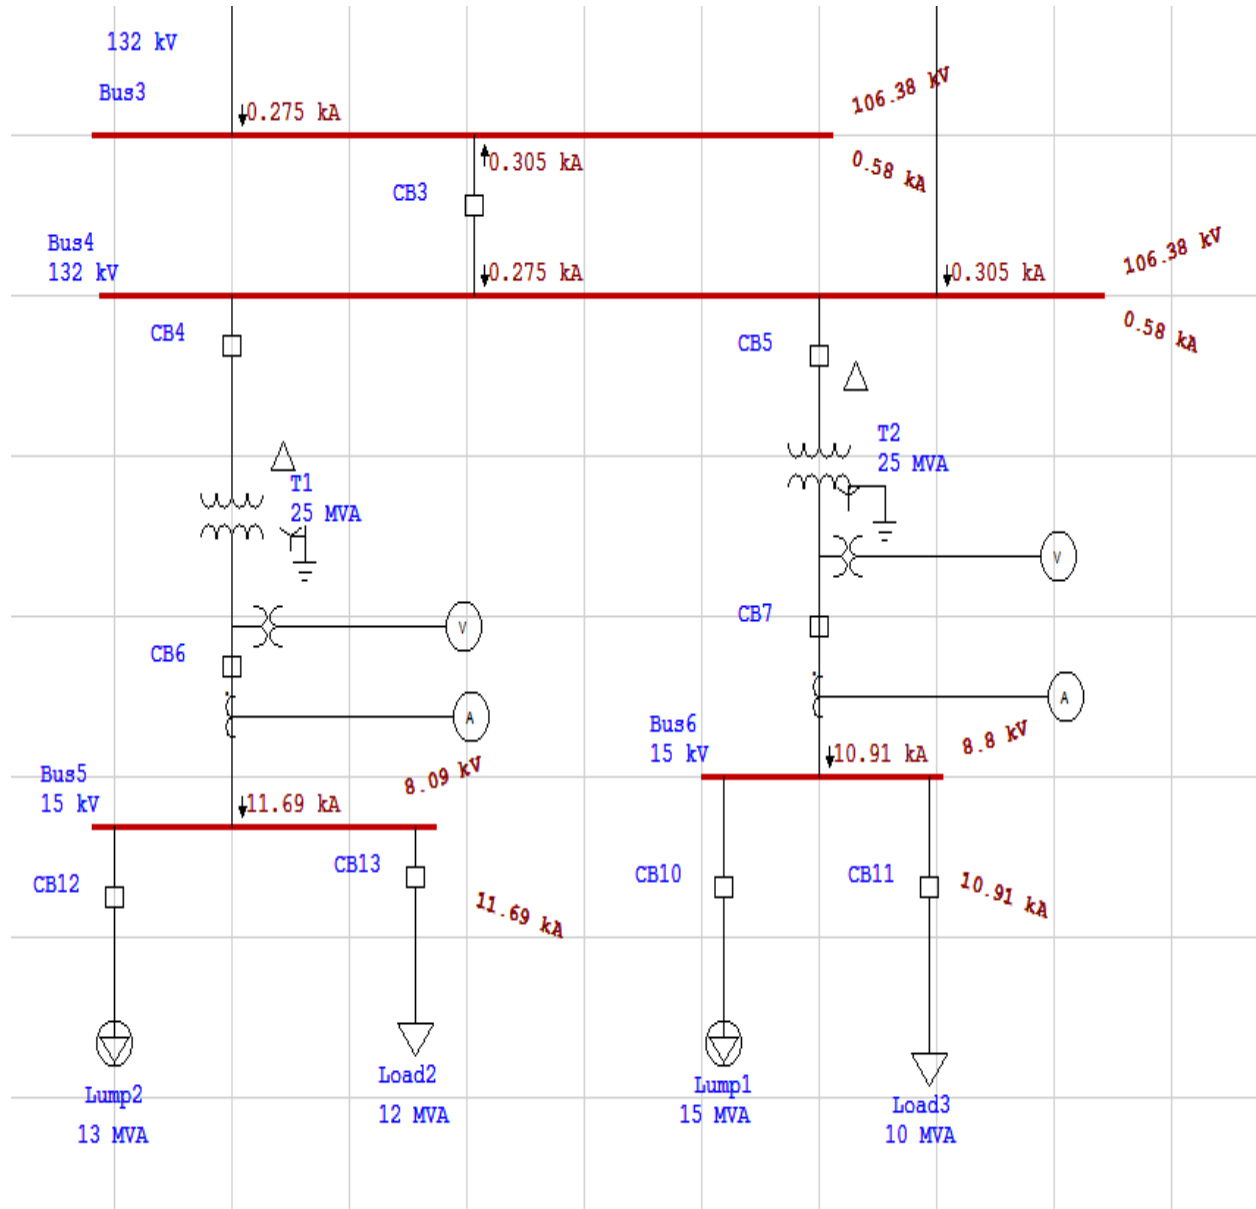 132 kV
Bus3
0.275 kA
106.38 kV
0.305 kA
0.58 kA
CB3
Bus4
132 kV
0.275 kA
0.305 kA
106.38 kV
0.58 kA
CB4
CB5
T2
25 MVA
T1
25 MVA
V
CB7
V
CB6
A
A
Bus6
15 kV
10.91 kA
8.8 kV
Bus5
15 kV
8.09 kV
11.69 kA
CB12
CB13
11.69 kA
CB10
CB11
10.91 kA
Lump2
13 MVA
Load2
12 MVA
Lump1
15 MVA
Load3
10 MVA